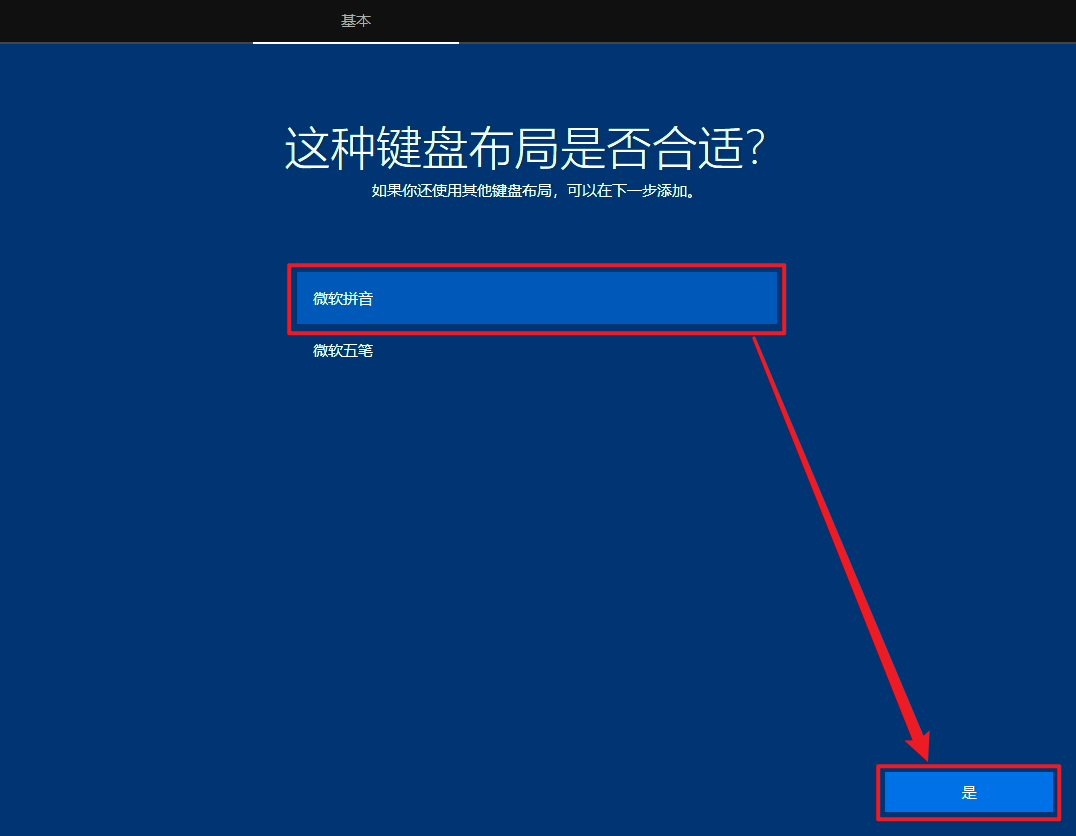 基本
这种键盘布局是否合适?
如果你还使用其他键盘布局，可以在下一步添加。
微软拼音
微软五笔
是